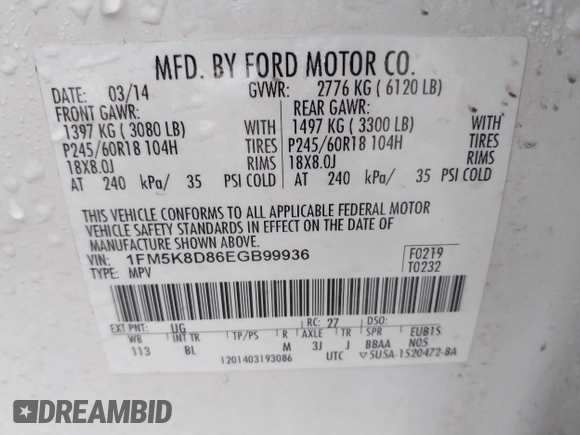 MFD. BY FORD MOTOR CO.
DATE: 03/14 GVWR: 2776 KG ( 6120 LB)
FRONT GAWR: REAR GAWR:
1397 KG ( 3080 LB) WITH 1497 KG ( 3300 LB) WITH
P245/60R18 104H TIRES P245/60R18 104H TIRES
18X8.0J RIMS 18X8.0J RIMS
AT 240 kPa/ 35 PSI COLD AT 240 kPa/ 35 PSI COLD
THIS VEHICLE CONFORMS TO ALL APPLICABLE FEDERAL MOTOR
VEHICLE SAFETY STANDARDS IN EFFECT ON THE DATE OF
MANUFACTURE SHOWN ABOVE.
VIN: 1FM5K8D86EGB99936 F0219
TYPE: MPV T0232
EXT PNT: UG RC: 27 DSO:
WB INT TR TP/PS R AXLE TR SPR EUB15
113 BL M 3J J BBAA N05
1201403193086 UTC ▽5U5A-1520472-BA
DREAMBID